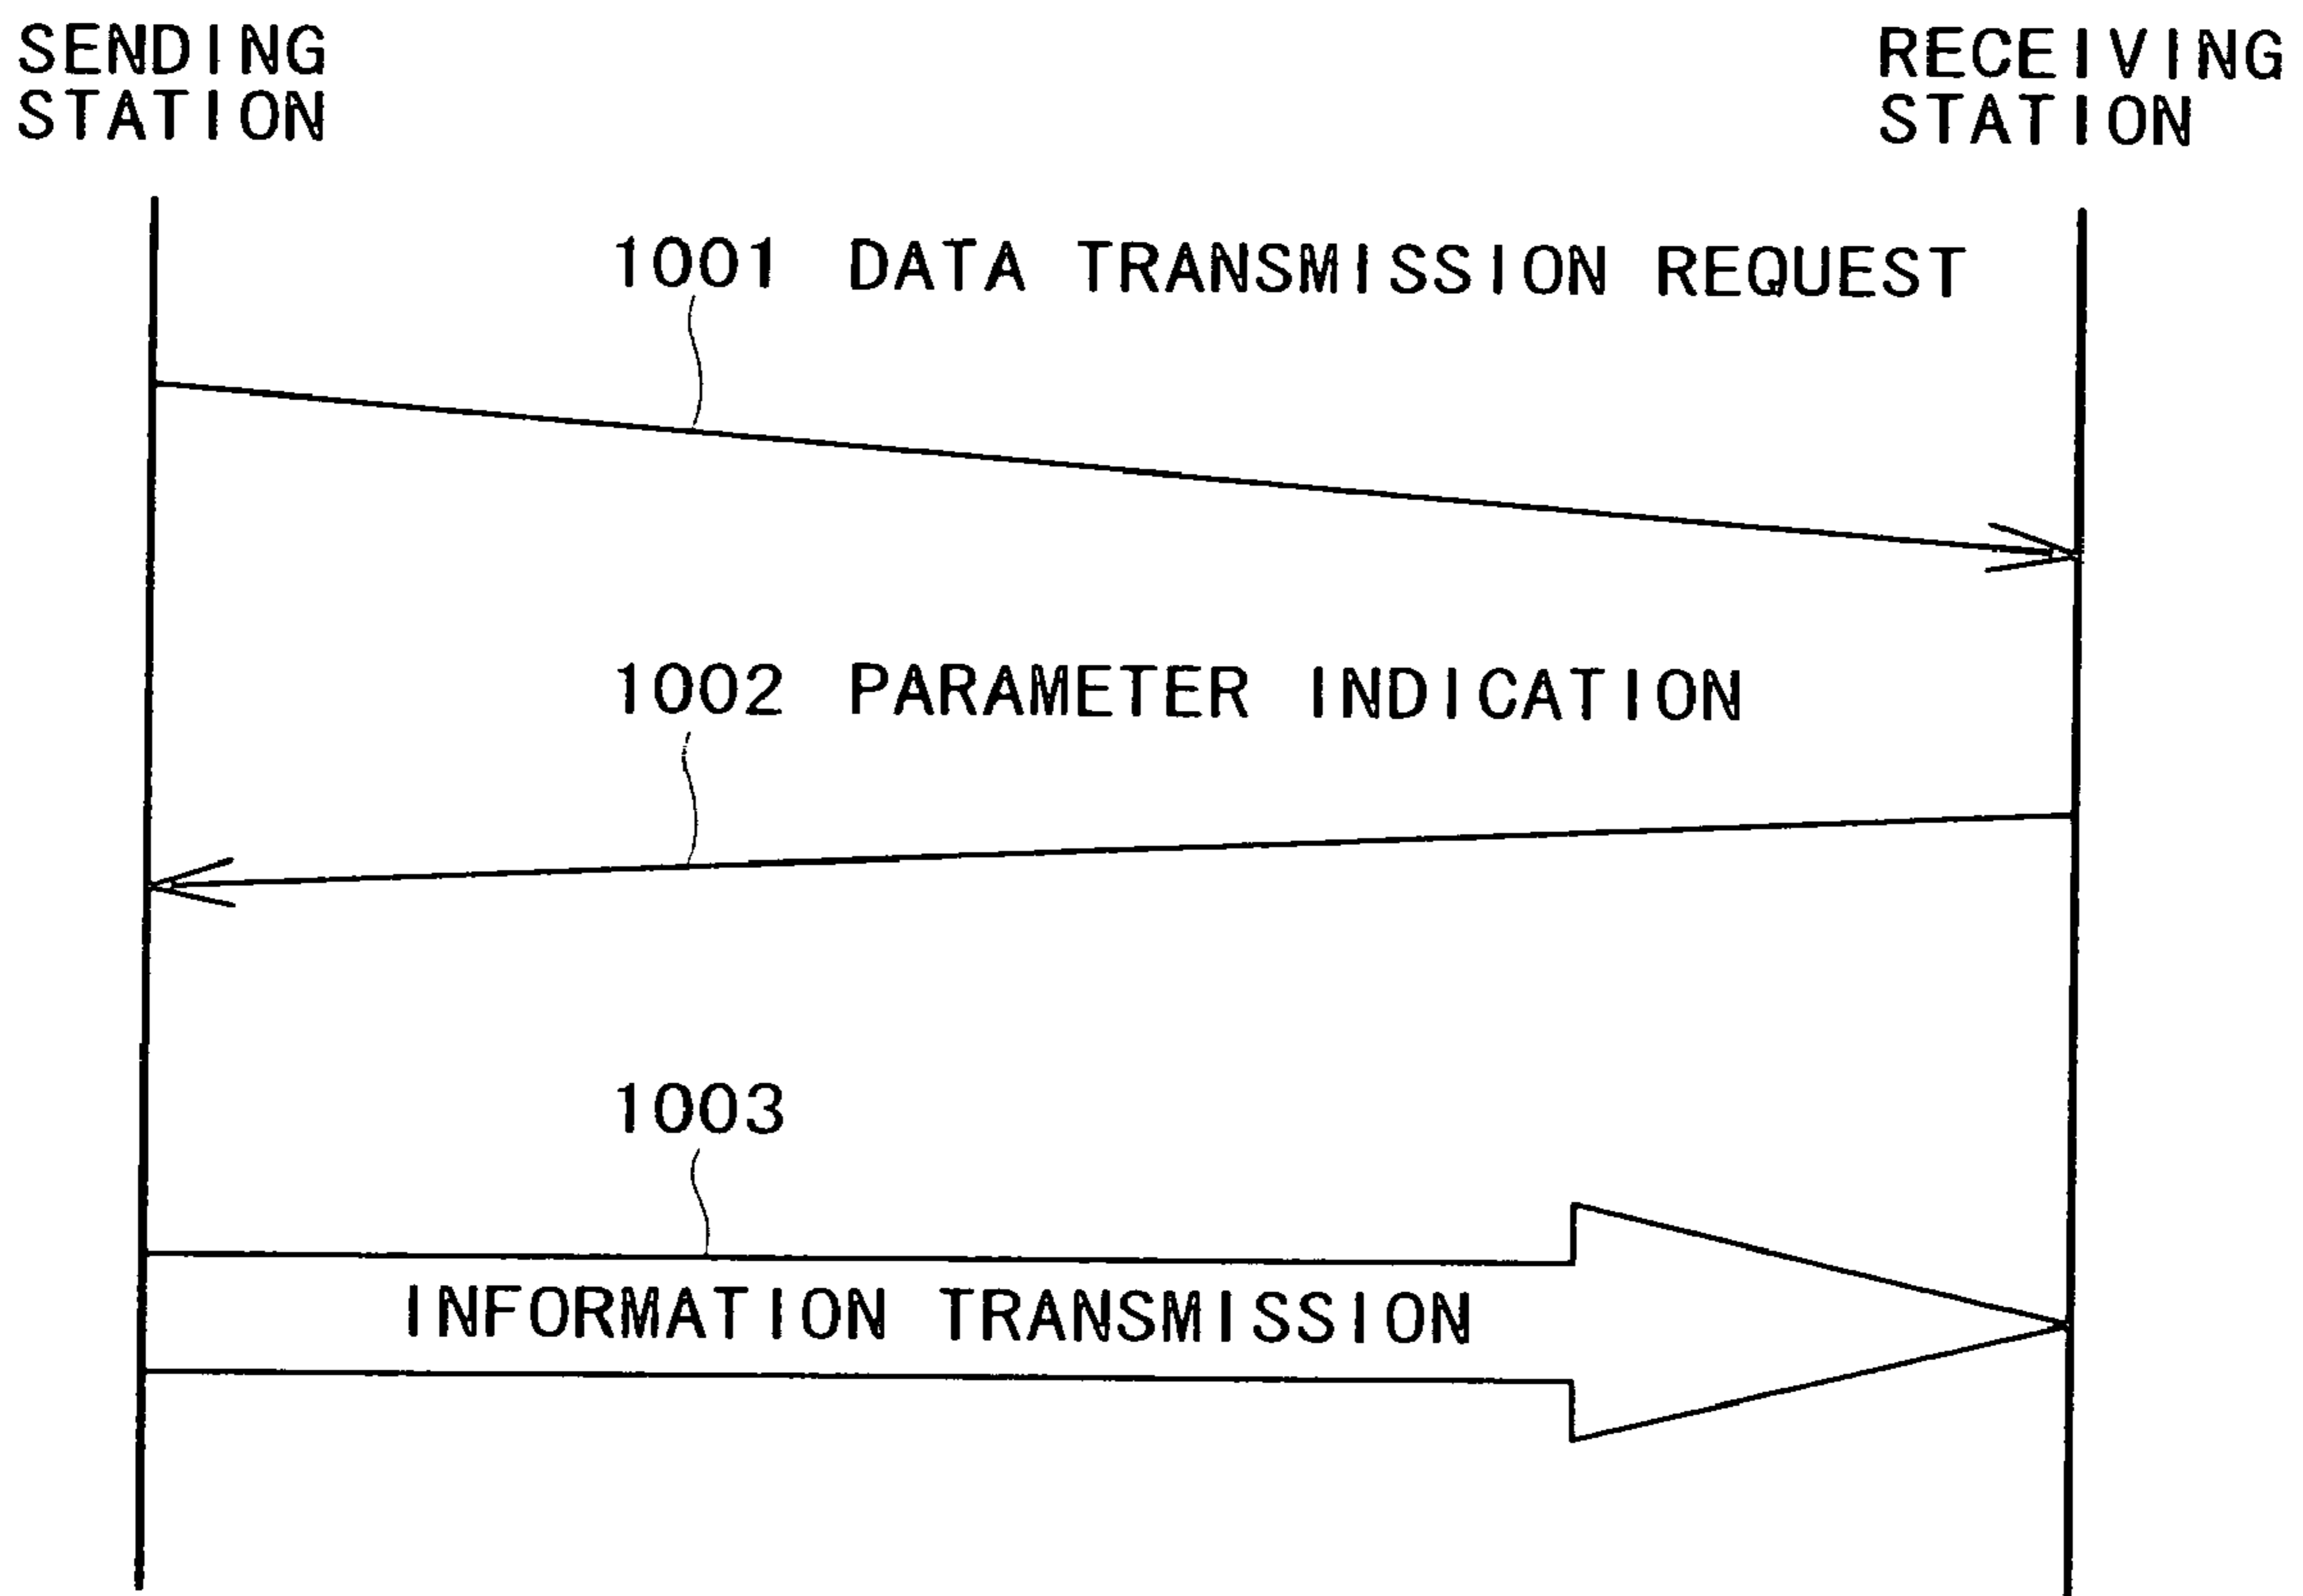 SENDING
STATION
RECEIVING
STATION
1001 DATA TRANSMISSION REQUEST
1002 PARAMETER INDICATION
1003
INFORMATION TRANSMISSION